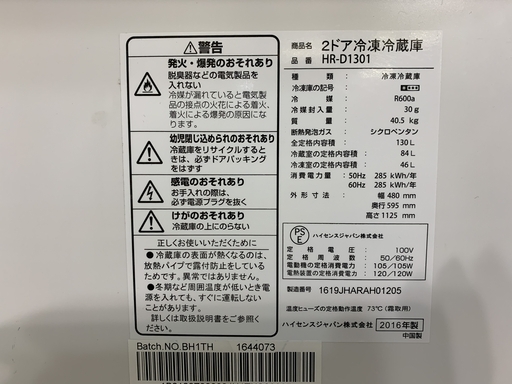 警告
発火・爆発のおそれあり
脱臭器などの電気製品を
入れない
冷媒が漏れていると電気製
品の接点の火花による着火、
着火により爆発の原因にな
ります。
幼児閉じ込められのおそれあり
冷蔵庫をリサイクルすると
きは、必ずドアパッキング
をはずす
感電のおそれあり
お手入れの際は、
必ず電源プラグを抜く
けがのおそれあり
冷蔵庫の上にのらない
正しくお使いいただくために
●冷蔵庫の表面が熱くなるのは、
放熱パイプで露付防止をしている
ためです。異常ではありません。
●冬期など周囲温度が低いときで
電源を入れても、すぐに運転しない
ことがあります。
詳しくは取扱説明書をご参照ください。
商品名 2ドア冷凍冷蔵庫
品番 HR-D1301
種類 : 冷凍冷蔵庫
冷凍庫の記号 :
冷媒 : R600a
冷媒封入量 : 30 g
質量 : 40.5 kg
断熱発泡ガス : シクロペンタン
全定格内容積 : 130 L
冷蔵室の定格内容積 : 84 L
冷凍室の定格内容積 : 46 L
消費電力量 : 50Hz 285 kWh/年
60Hz 285 kWh/年
外形寸法 : 幅 480 mm
奥行 595 mm
高さ 1125 mm
PSE ハイセンスジャパン株式会社
定格電圧 : 100V
定格周波数 : 50/60Hz
電動機の定格消費電力 : 105/105W
電熱装置の定格消費電力 : 120/120W
製造番号 1619JHARAH01205
温度ヒューズの定格動作温度 73℃(霜取用)
ハイセンスジャパン株式会社 2016年製
中国製
Batch.NO.BH1TH 1644073